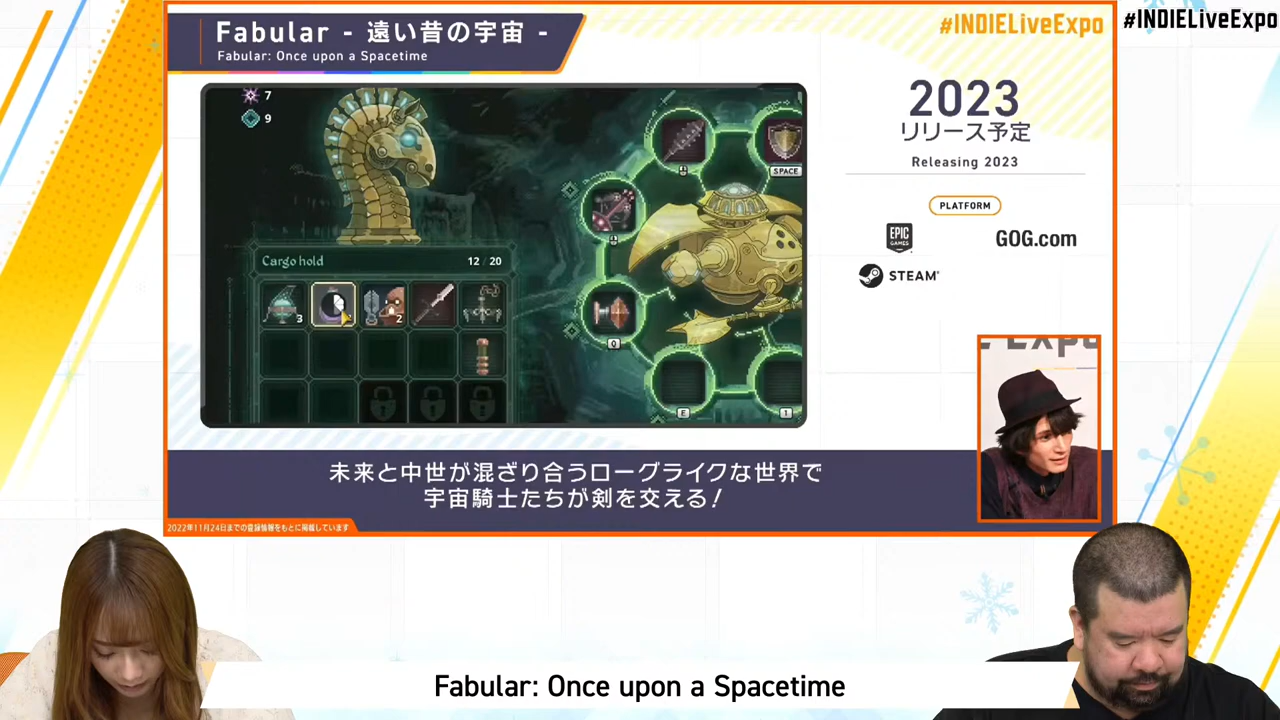 Fabular - 遠い昔の宇宙 -
Fabular: Once upon a Spacetime
#INDIELiveExpo
#INDIELiveExpo
7
9
SPACE
Cargo hold
12 / 20
3
2
Q
E
1
2023
リリース予定
Releasing 2023
PLATFORM
EPIC
GAMES
GOG.com
STEAM
e Expo
未来と中世が混ざり合うローグライクな世界で
宇宙騎士たちが剣を交える!
2022年11月24日までの登録情報をもとに掲載しています
Fabular: Once upon a Spacetime